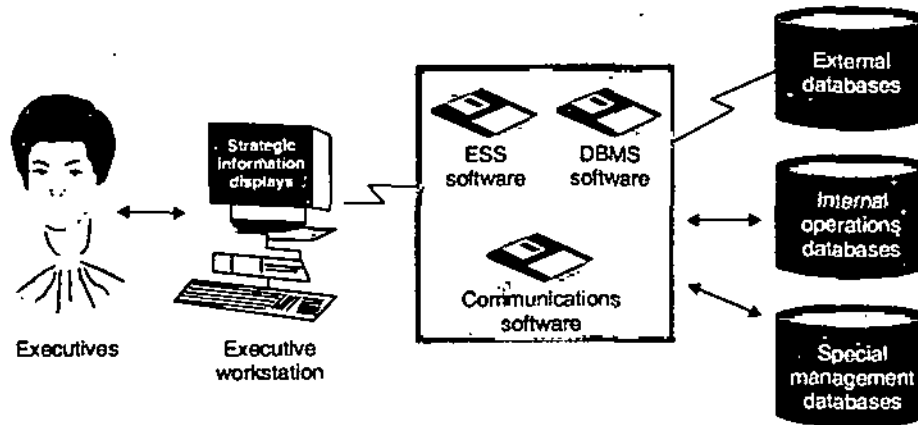 Executives
Strategic
information
displays
Executive
workstation
ESS
software
DBMS
software
Communications
software
External
databases
Internal
operations
databases
Special
management
databases